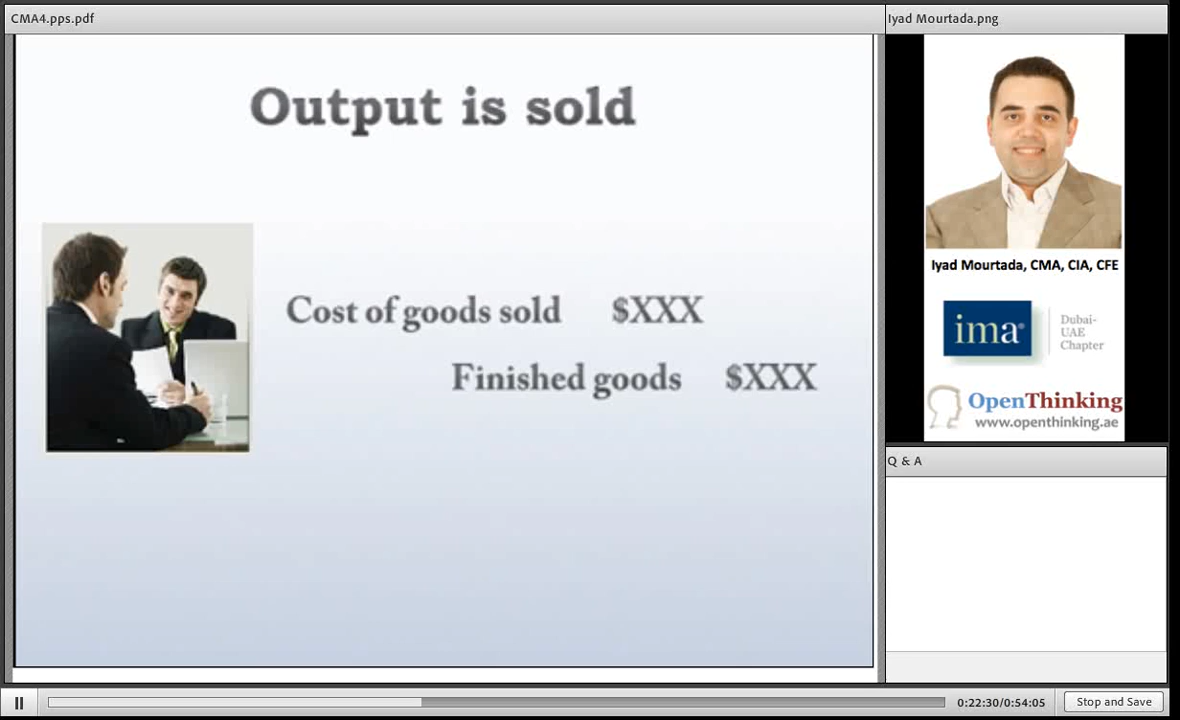 CMA4.pps.pdf
Output is sold
Cost of goods sold $XXX
Finished goods $XXX
Iyad Mourtada.png
Iyad Mourtada, CMA, CIA, CFE
ima®
Dubai-
UAE
Chapter
OpenThinking
www.openthinking.ae
Q & A
0:22:30/0:54:05
Stop and Save